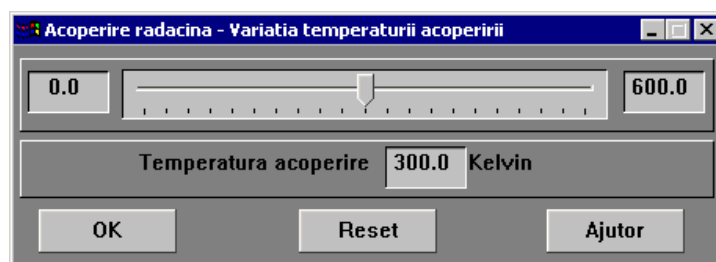 Acoperire radacina - Variatia temperaturii acoperirii
0.0 600.0
Temperatura acoperire 300.0 Kelvin
OK Reset Ajutor